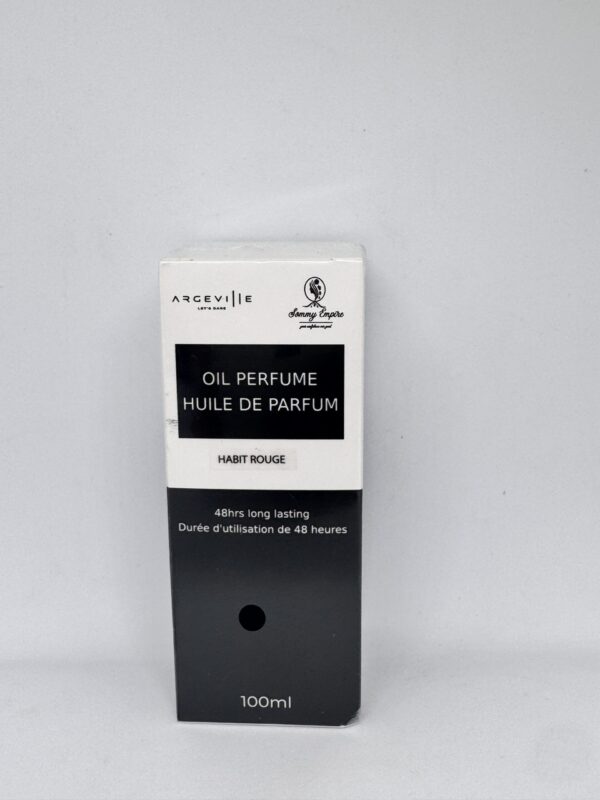 ARGEVILLE
LET'S DARE
Sommy Empire
OIL PERFUME
HUILE DE PARFUM
HABIT ROUGE
48hrs long lasting
Durée d'utilisation de 48 heures
100ml